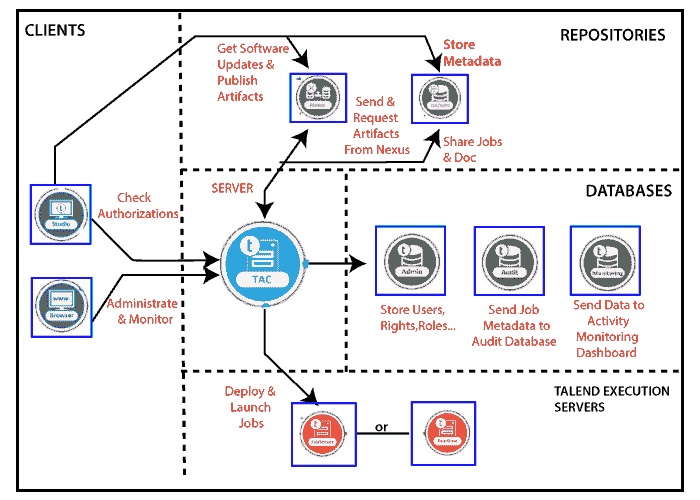 CLIENTS
REPOSITORIES
Get Software
Updates &
Publish
Artifacts
Store
Metadata
Nexus
Send &
Request
Artifacts
From Nexus
Share Jobs
& Doc
SERVER
DATABASES
Check
Authorizations
t
Studio
t
TAC
t
Admin
t
Audit
t
Monitoring
www.
Browser
Administrate
& Monitor
Store Users,
Rights,Roles...
Send Job
Metadata to
Audit Database
Send Data to
Activity
Monitoring
Dashboard
Deploy &
Launch
Jobs
TALEND EXECUTION
SERVERS
t
JobServer
or
t
Runtime